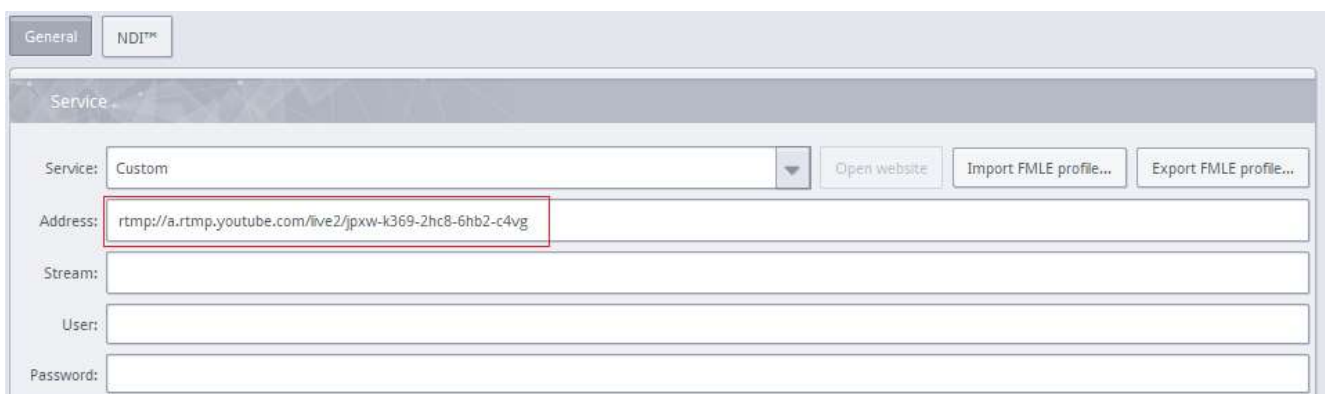 General NDI™
Service
Service: Custom Open website Import FMLE profile... Export FMLE profile...
Address: rtmp://a.rtmp.youtube.com/live2/jpxw-k369-2hc8-6hb2-c4vg
Stream:
User:
Password: